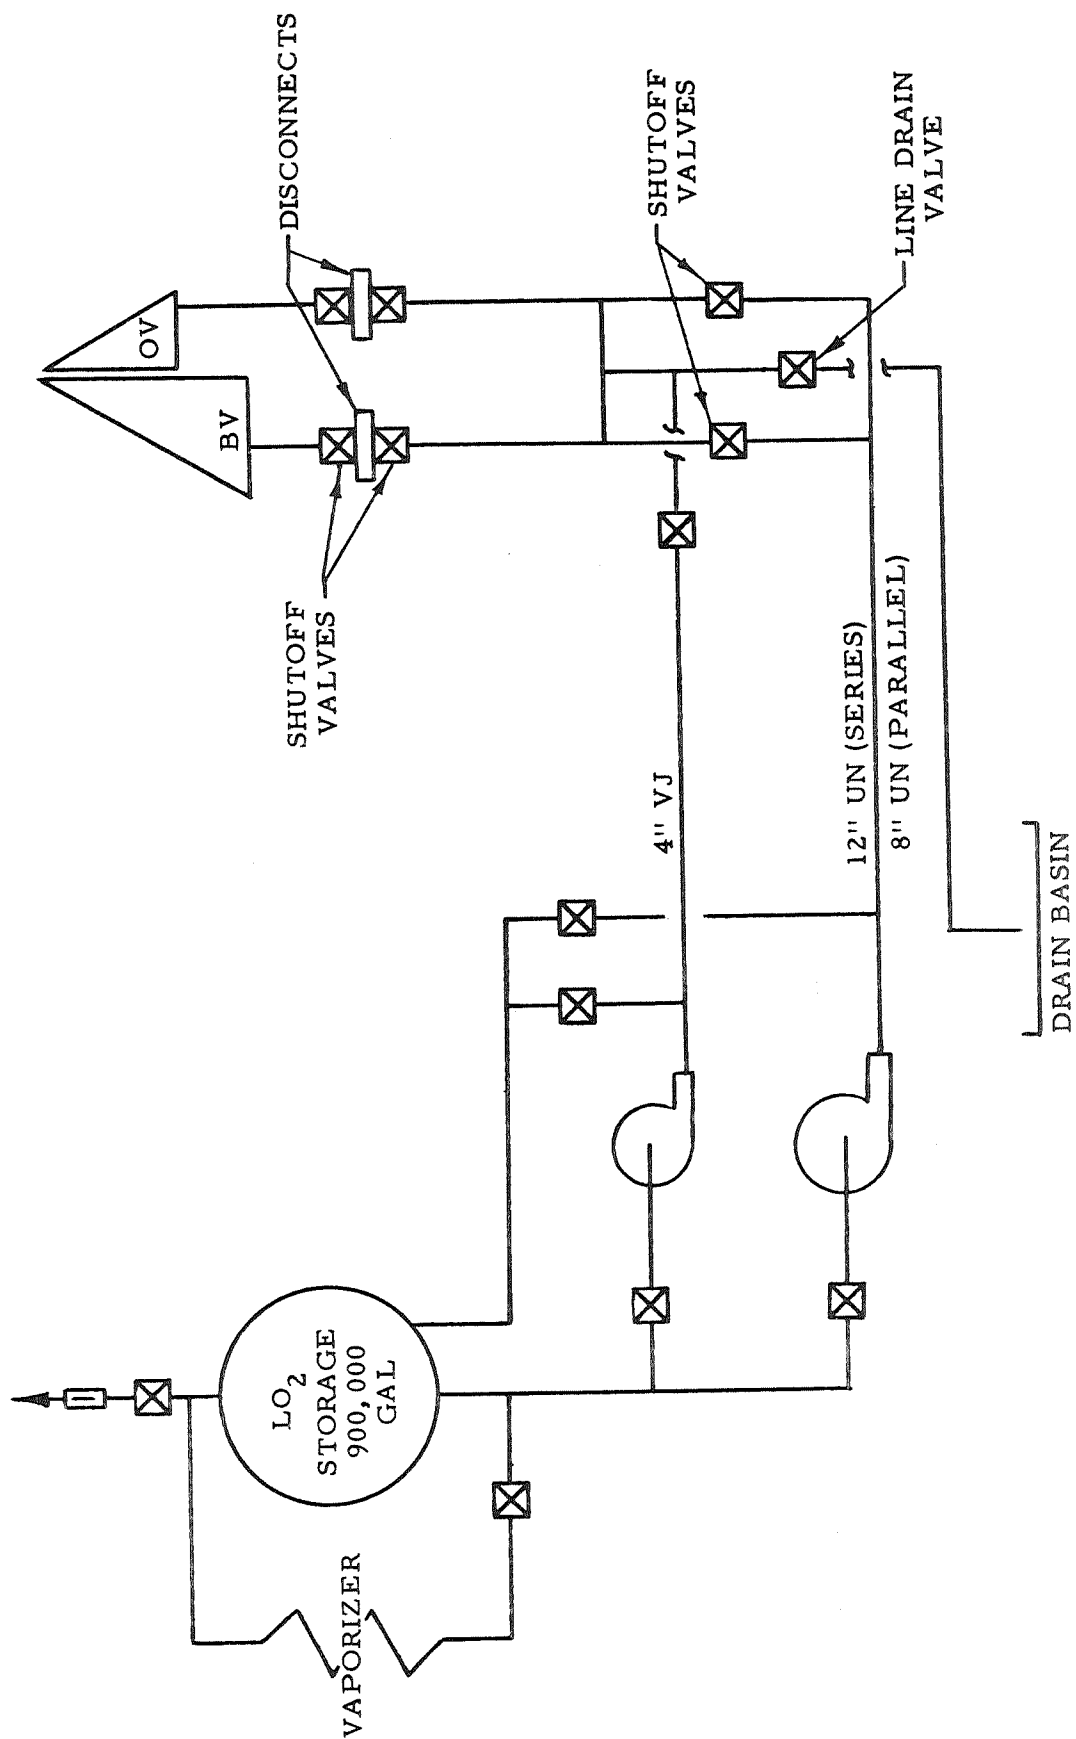 DISCONNECTS
OV
BV
SHUTOFF
VALVES
SHUTOFF
VALVES
LINE DRAIN
VALVE
4" VJ
12" UN (SERIES)
8" UN (PARALLEL)
LO2
STORAGE
900,000
GAL
VAPORIZER
DRAIN BASIN